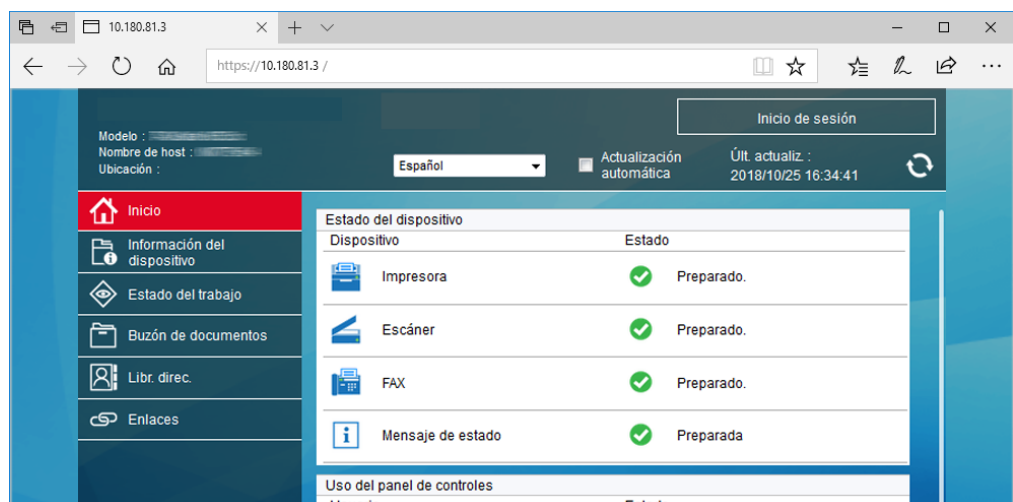 10.180.81.3
https://10.180.81.3 /
Inicio de sesión
Modelo :
Nombre de host :
Ubicación :
Español
Actualización
automática
Últ. actualiz. :
2018/10/25 16:34:41
Inicio
Información del
dispositivo
Estado del trabajo
Buzón de documentos
Libr. direc.
Enlaces
Estado del dispositivo
Dispositivo Estado
Impresora Preparado.
Escáner Preparado.
FAX Preparado.
Mensaje de estado Preparada
Uso del panel de controles